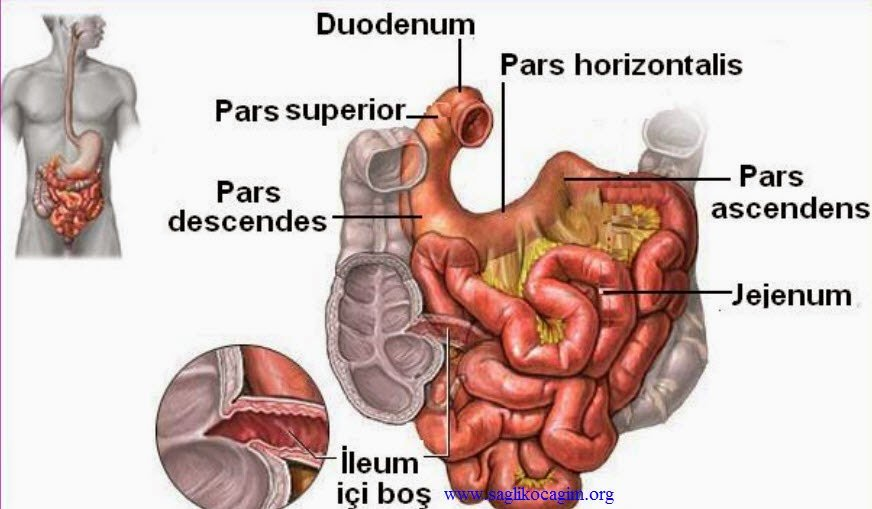 Duodenum
Pars horizontalis
Pars superior
Pars
descendes
Pars
ascendens
Jejenum
İleum
içi boş
www.saglikocagim.org